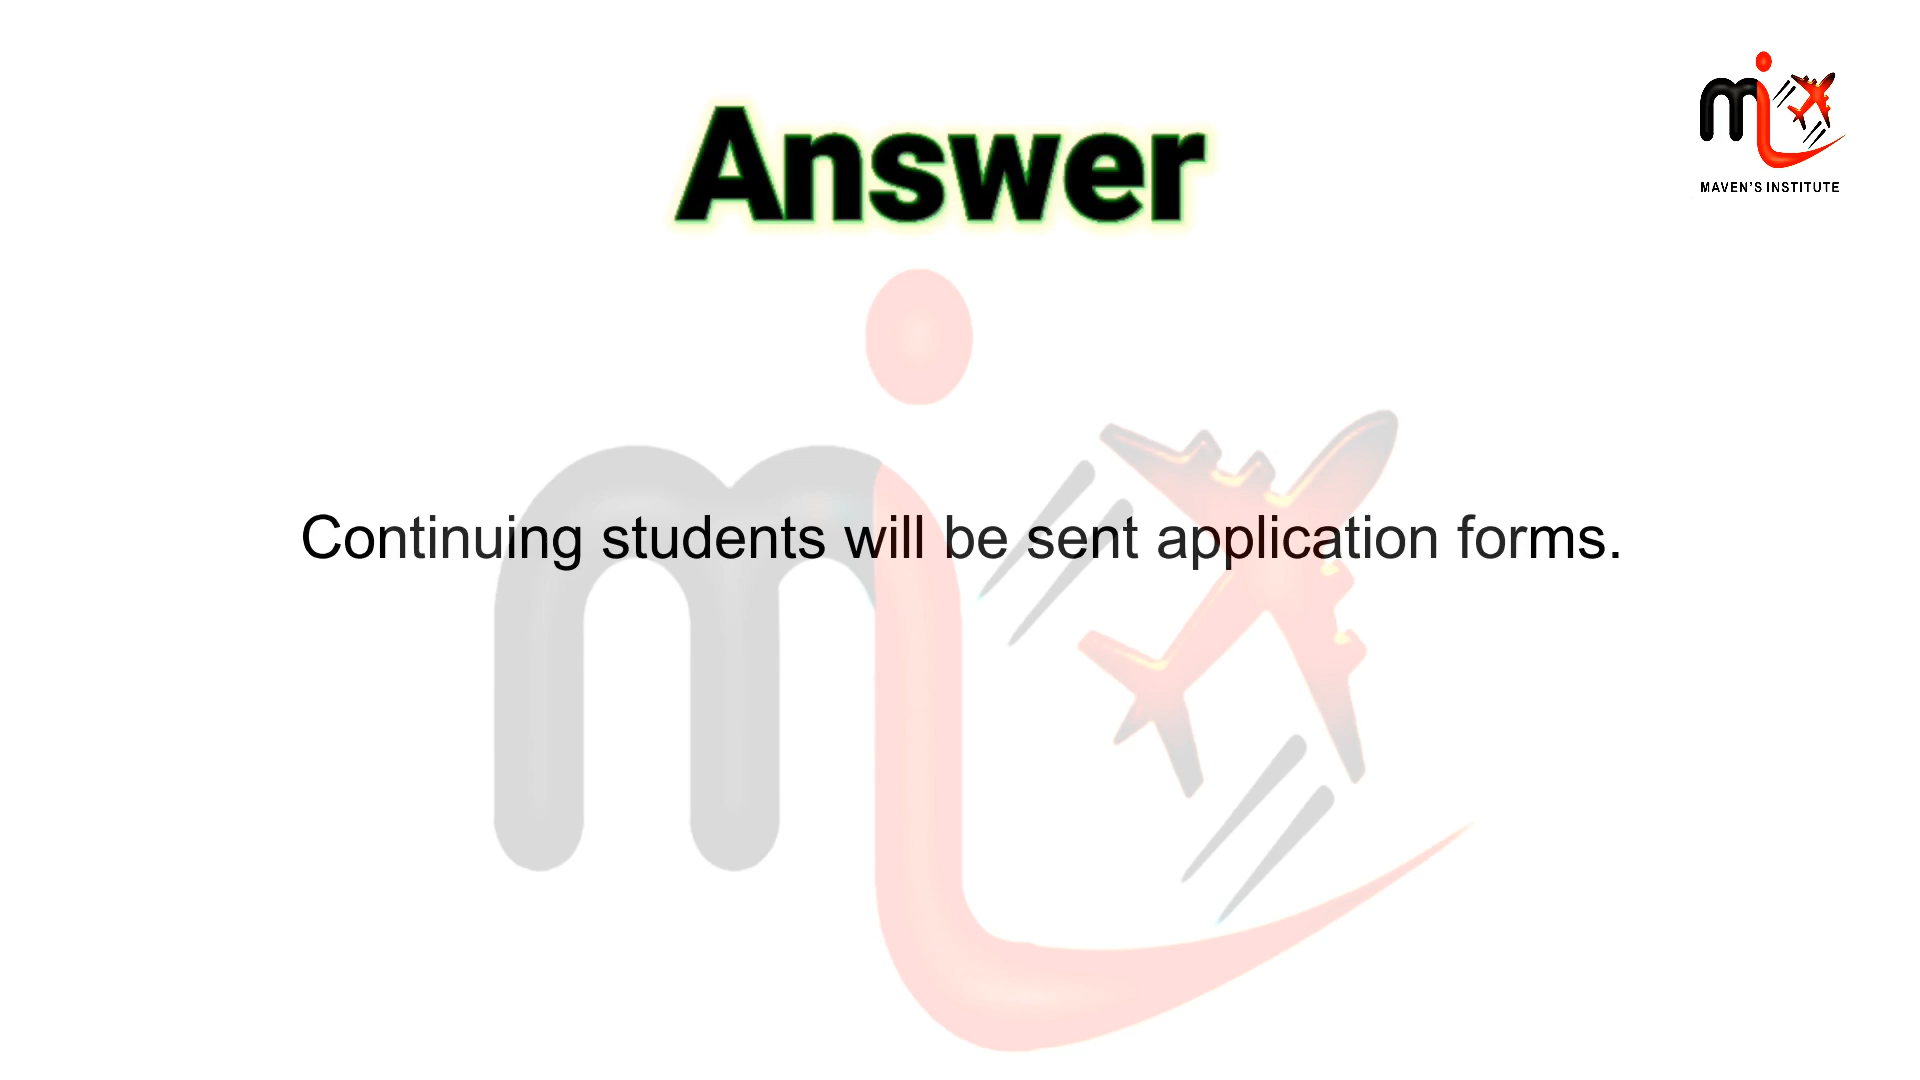 MAVEN'S INSTITUTE
Answer
Continuing students will be sent application forms.